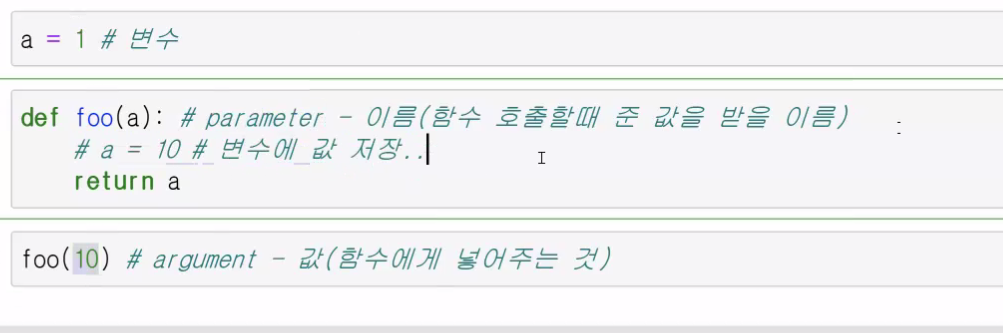 a = 1 # 변수
def foo(a): # parameter - 이름(함수 호출할때 준 값을 받을 이름)
# a = 10 # 변수에 값 저장..
return a
foo(10) # argument - 값(함수에게 넣어주는 것)